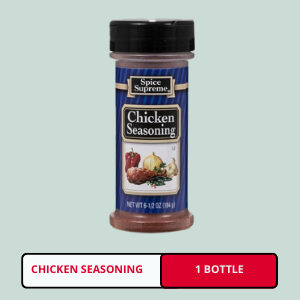 Spice
Supreme
Chicken
Seasoning
NET WT 6-1/2 OZ (184 g)
CHICKEN SEASONING
1 BOTTLE